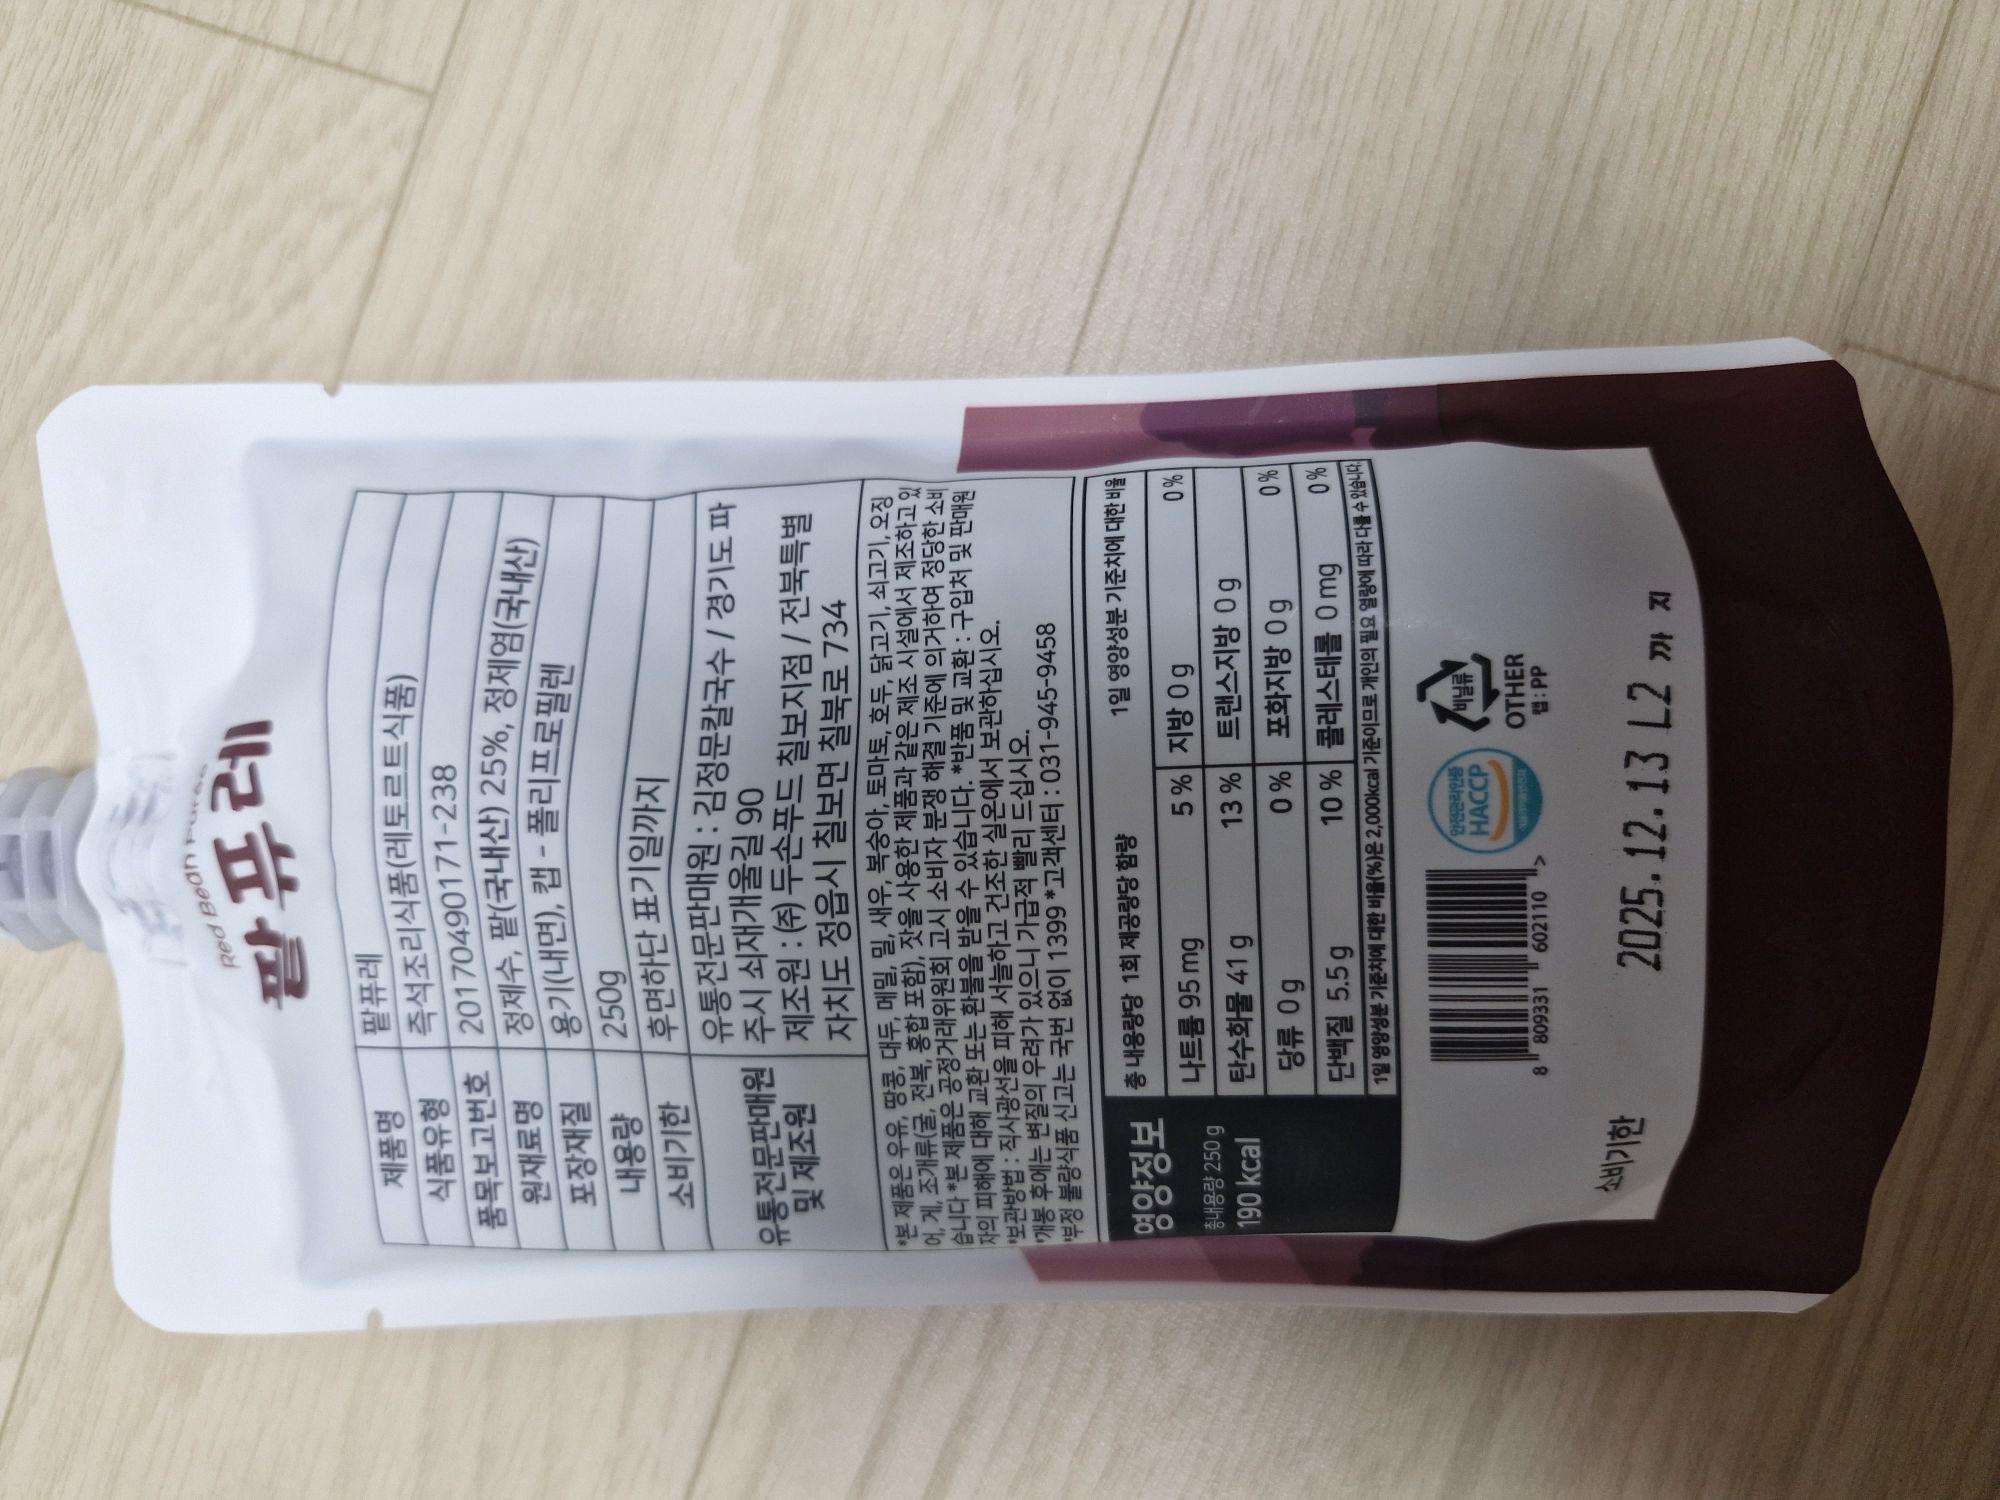 Red Bean Puree
팥퓨레
제품명 팥퓨레
식품유형 즉석조리식품(레토르트식품)
품목보고번호 20170490171-238
원재료명 정제수, 팥(국내산) 25%, 정제염(국내산)
포장재질 용기(내면), 캡 - 폴리프로필렌
내용량 250g
소비기한 후면하단 표기일까지
유통전문판매원 및 제조원
유통전문판매원 : 김정문칼국수 / 경기도 파
주시 쇠재개울길 90
제조원 : (주) 두손푸드 칠보지점 / 전북특별
자치도 정읍시 칠보면 칠북로 734
*본 제품은 우유, 땅콩, 대두, 메밀, 밀, 새우, 복숭아, 토마토, 호두, 닭고기, 쇠고기, 오징
어, 게, 조개류(굴, 전복, 홍합 포함), 잣을 사용한 제품과 같은 제조 시설에서 제조하고 있
습니다 *본 제품은 공정거래위원회 고시 소비자 분쟁 해결 기준에 의거하여 정당한 소비
자의 피해에 대해 교환 또는 환불을 받을 수 있습니다. *반품 및 교환 : 구입처 및 판매원
*보관방법 : 직사광선을 피해 서늘하고 건조한 실온에서 보관하십시오.
*개봉 후에는 변질의 우려가 있으니 가급적 빨리 드십시오.
*부정 불량식품 신고는 국번 없이 1399 *고객센터 : 031-945-9458
영양정보
총내용량 250 g
190 kcal
총 내용량당 1회 제공량당 함량 1일 영양성분 기준치에 대한 비율
나트륨 95 mg 5 % 지방 0 g 0 %
탄수화물 41 g 13 % 트랜스지방 0 g
당류 0 g 0 % 포화지방 0 g 0 %
단백질 5.5 g 10 % 콜레스테롤 0 mg 0 %
1일 영양성분 기준치에 대한 비율(%)은 2,000kcal 기준이므로 개인의 필요 열량에 따라 다를 수 있습니다.
8 809331 602110 >
안전관리인증
HACCP
비닐류
OTHER
캡 : PP
소비기한
2025.12.13 L2 까지